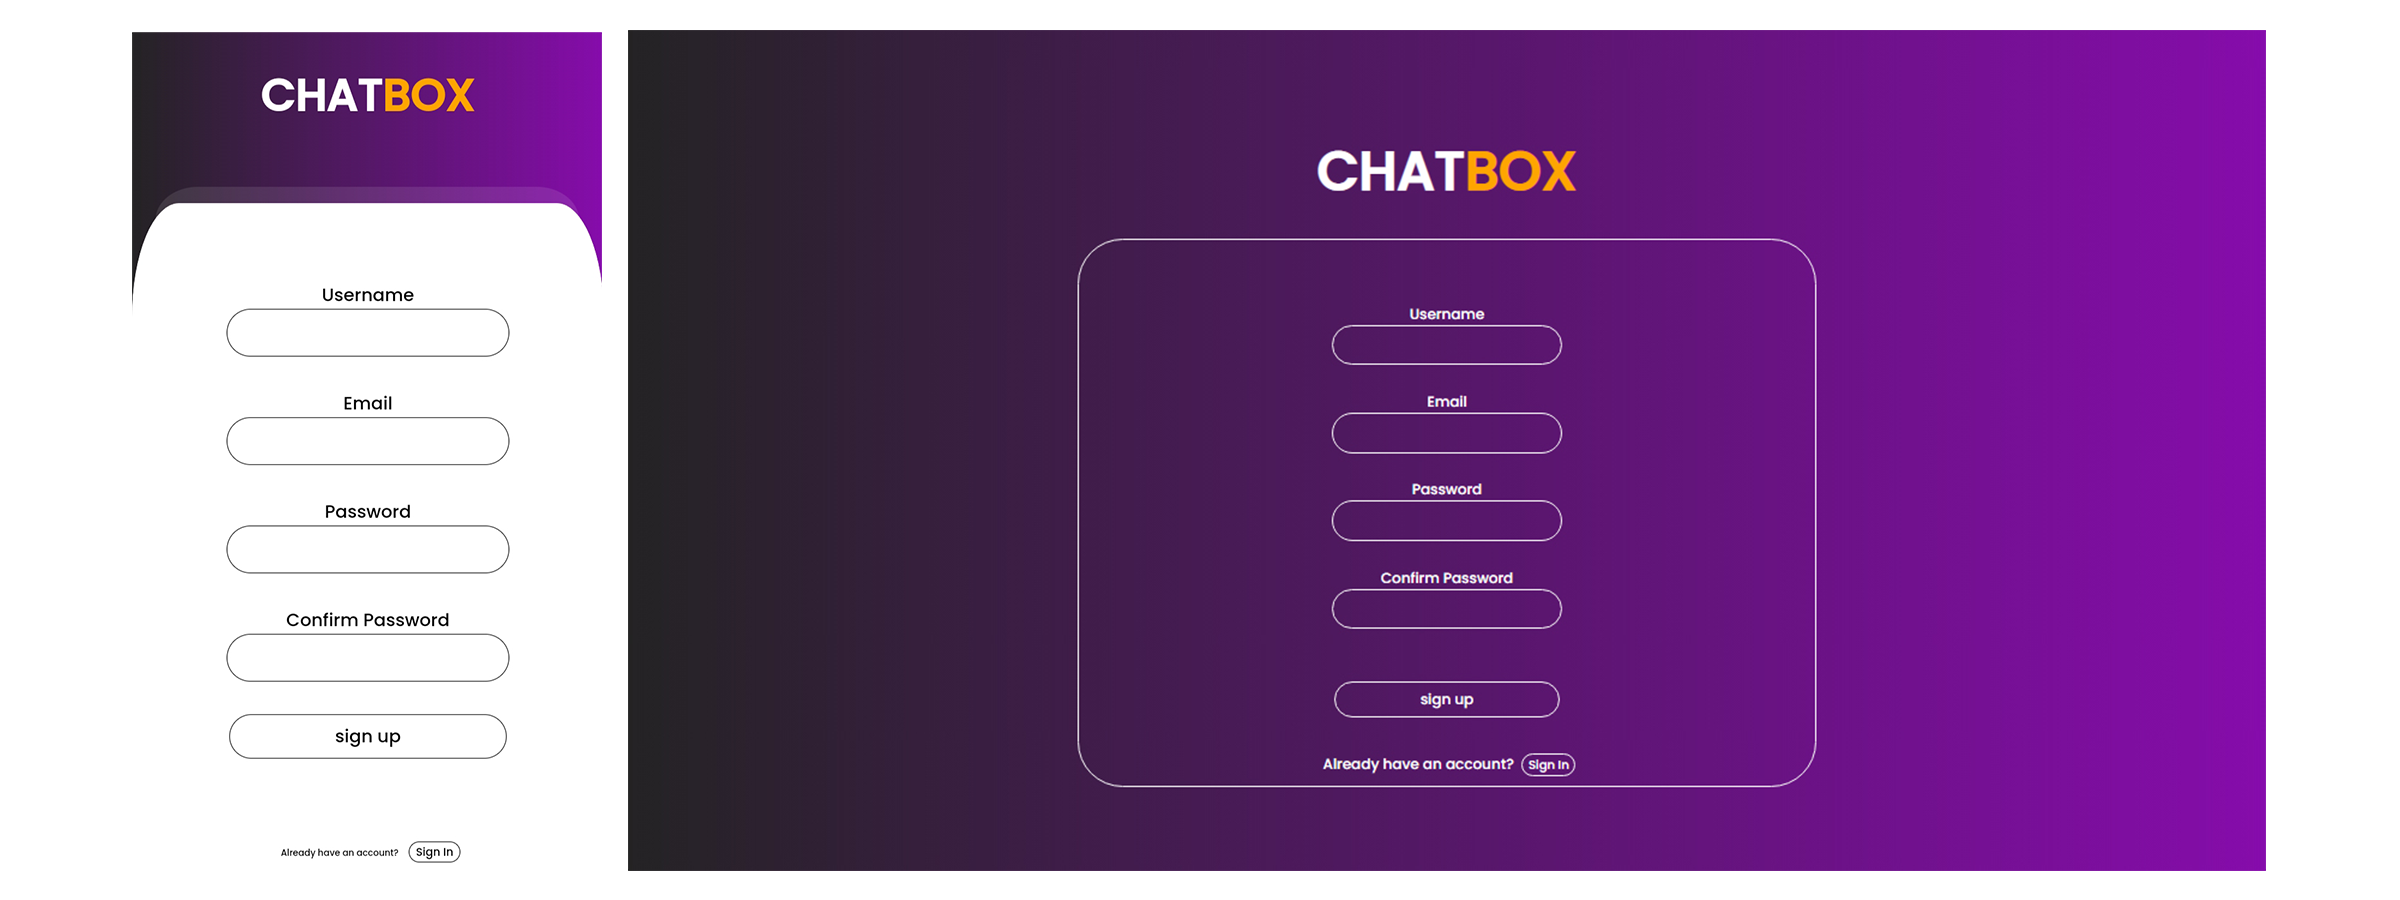 CHATBOX
Username
Email
Password
Confirm Password
sign up
Already have an account? Sign In
CHATBOX
Username
Email
Password
Confirm Password
sign up
Already have an account? Sign In